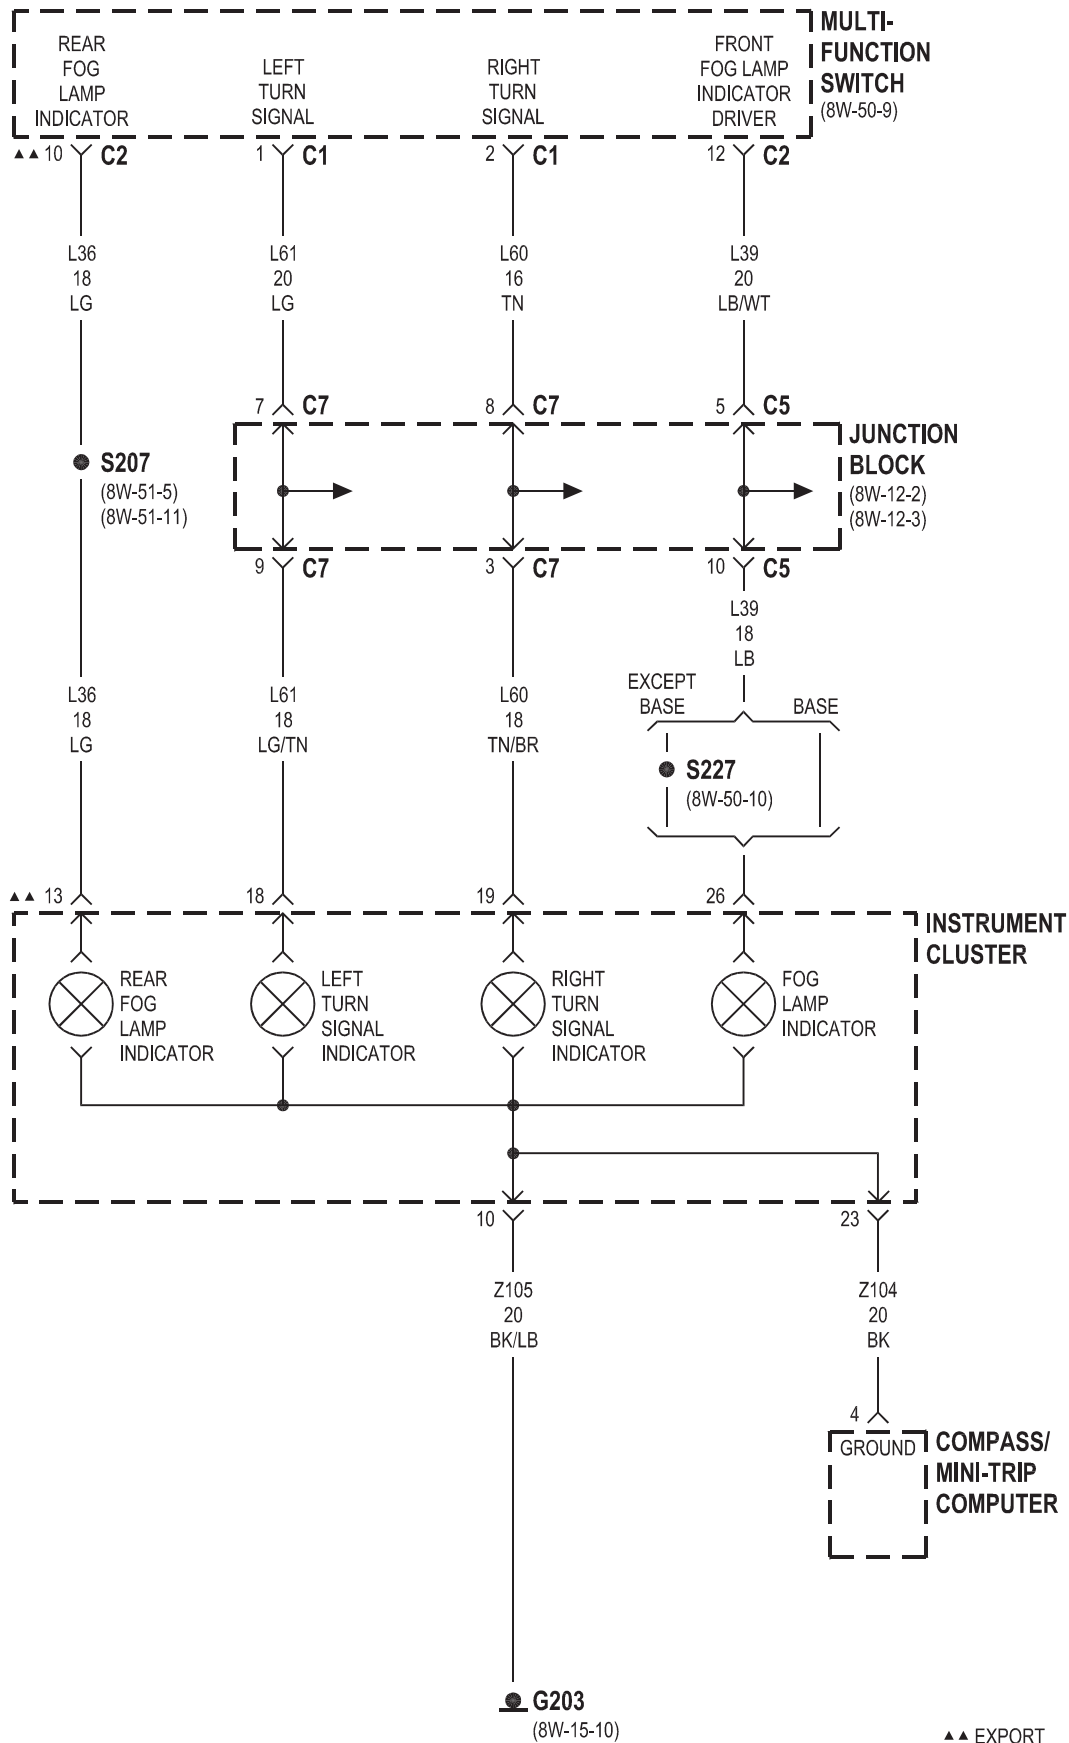 REAR
FOG
LAMP
INDICATOR
LEFT
TURN
SIGNAL
RIGHT
TURN
SIGNAL
FRONT
FOG LAMP
INDICATOR
DRIVER
MULTI-
FUNCTION
SWITCH
(8W-50-9)
▲▲ 10 C2
1 C1
2 C1
12 C2
L36
18
LG
L61
20
LG
L60
16
TN
L39
20
LB/WT
7 C7
8 C7
5 C5
JUNCTION
BLOCK
(8W-12-2)
(8W-12-3)
S207
(8W-51-5)
(8W-51-11)
9 C7
3 C7
10 C5
L39
18
LB
L36
18
LG
L61
18
LG/TN
L60
18
TN/BR
EXCEPT
BASE
BASE
S227
(8W-50-10)
▲▲ 13
18
19
26
INSTRUMENT
CLUSTER
REAR
FOG
LAMP
INDICATOR
LEFT
TURN
SIGNAL
INDICATOR
RIGHT
TURN
SIGNAL
INDICATOR
FOG
LAMP
INDICATOR
10
23
Z105
20
BK/LB
Z104
20
BK
4
GROUND
COMPASS/
MINI-TRIP
COMPUTER
G203
(8W-15-10)
▲▲ EXPORT